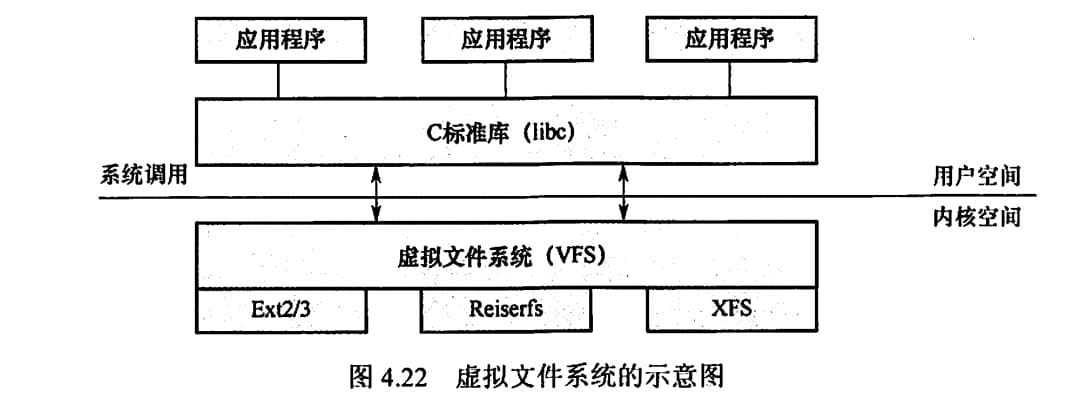 应用程序 应用程序 应用程序
C标准库（libc）
系统调用 用户空间
内核空间
虚拟文件系统（VFS）
Ext2/3 Reiserfs XFS
图 4.22 虚拟文件系统的示意图